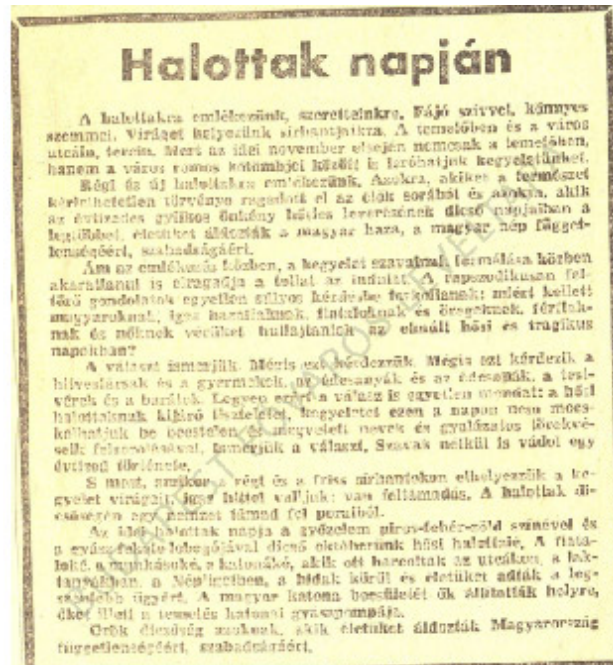 Halottak napján
A halottakra emlékezünk, szeretteinkre. Fájó szívvel, könnyes
szemmel. Virágot helyezünk sírhantjaikra. A temetőben és a város
utcáin, terein. Mert az idei november elsején nemcsak a temetőben,
hanem a város romos kőtömbjei között is leróhatjuk kegyeletünket.
Régi és új halottakra emlékezünk. Azokra, akiket a természet
kérlelhetetlen törvénye ragadott el az élők sorából és azokra, akik
az évtizedes gyilkos önkény leverésének dicső napjaiban a
legtöbbet, életüket áldozták a magyar haza, a magyar nép függet-
lenségéért, szabadságáért.
Ám az emlékezés közben, a kegyelet szavainak formálása közben
akaratlanul is elragadja a tollat az indulat. A rapszodikusan fel-
törő gondolatok egyetlen súlyos kérdésbe torkollanak: miért kellett
magyaroknak, igaz hazafiaknak, fiataloknak és öregeknek, férfiak-
nak és nőknek vérüket hullajtaniok az elmúlt hősi és tragikus
napokban?
A választ ismerjük. Mégis ezt kérdezzük. Mégis ezt kérdezik a
hitvestársak és a gyermekek, az édesanyák és az édesapák, a test-
vérek és a barátok. Legyen ezért a válasz is egyetlen mondat: a hősi
halottaknak kijáró tiszteletet, kegyeletet ezen a napon nem mocs-
kolhatjuk be becstelen és megvetett nevek és gyalázatos törekvé-
seik felsorolásával. Ismerjük a választ. Szavak nélkül is vádol egy
évtized története.
S most, amikor a régi és a friss sírhantokon elhelyezzük a ke-
gyelet virágait, igaz hittel valljuk: van feltámadás. A halottak di-
csőségén egy nemzet támad fel poraiból.
Az idei halottak napja a győzelem piros-fehér-zöld színével és
a gyász fekete lobogójával dicső októberünk hősi halottaié. A fiata-
loké, a munkásoké, a katonáké, akik ott harcoltak az utcákon, a lak-
tanyákban, a Népligetben, a hidak körül és életüket adták a leg-
szentebb ügyért. A magyar katona becsületét ők állították helyre,
őket illeti a temetés katonai gyászpompája.
Örök dicsőség azoknak, akik életüket áldozták Magyarország
függetlenségéért, szabadságáért.